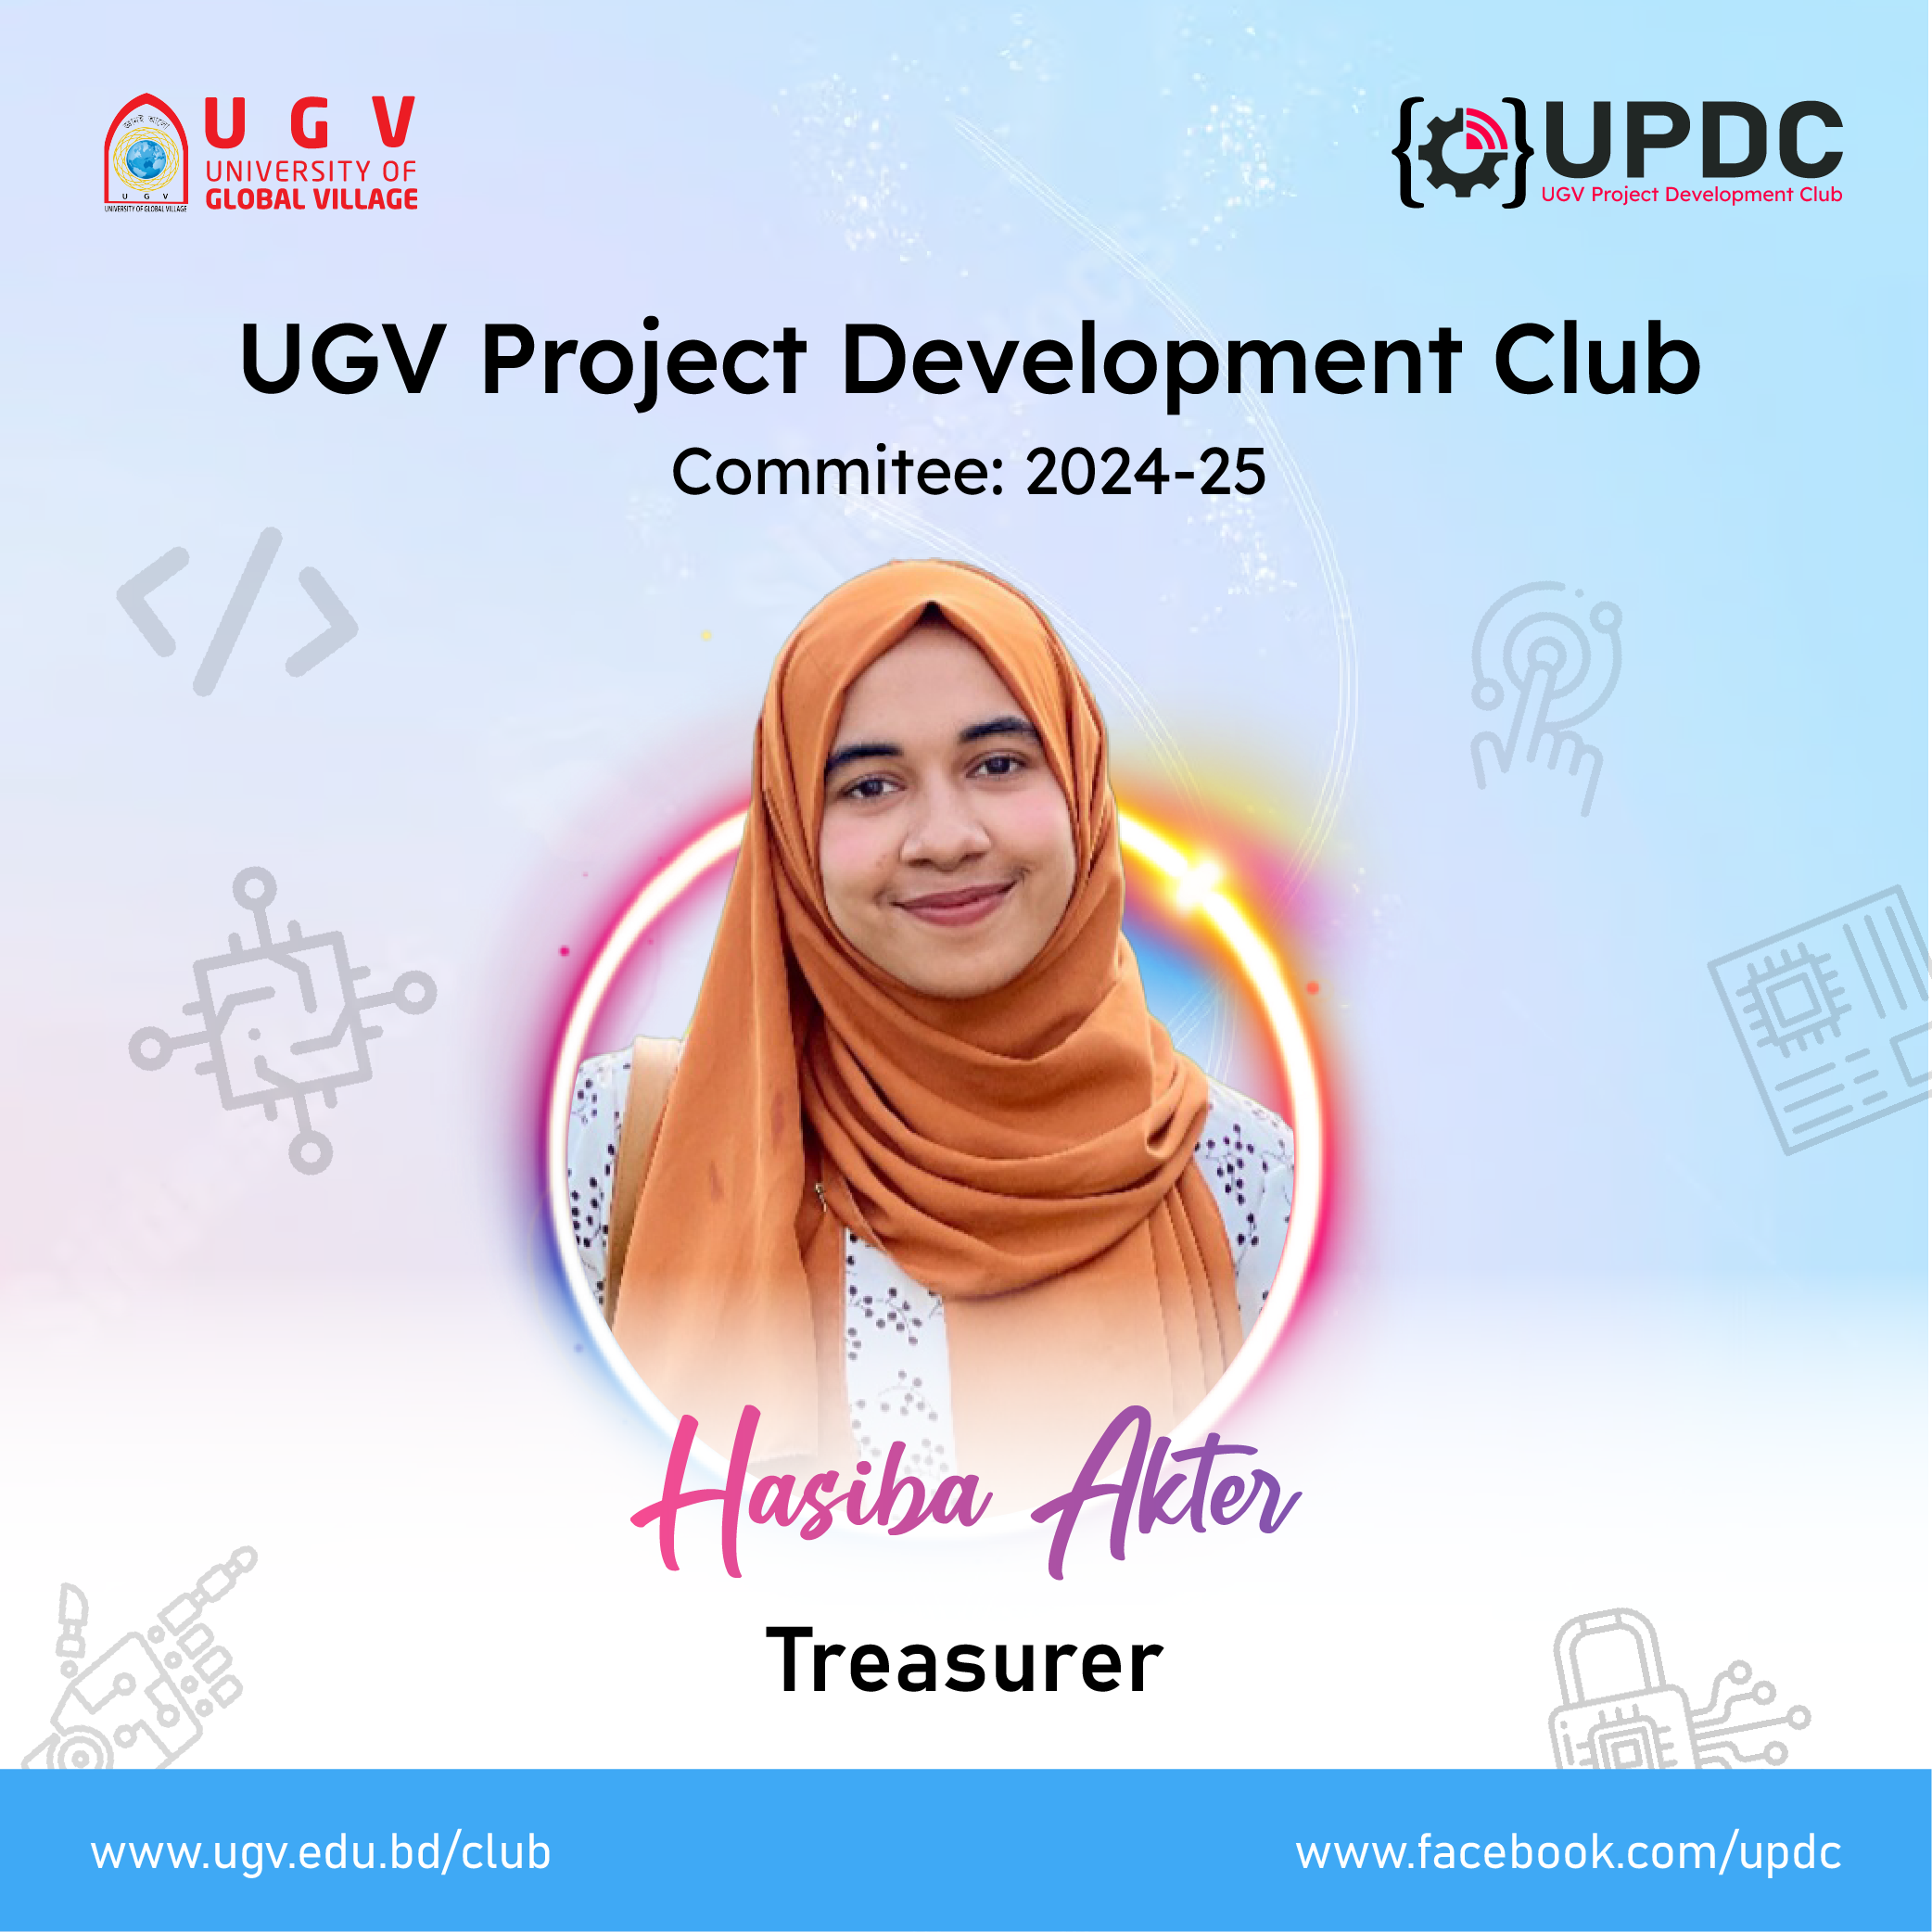 U G V
UNIVERSITY OF
GLOBAL VILLAGE
U G V
UNIVERSITY OF GLOBAL VILLAGE
UPDC
UGV Project Development Club
UGV Project Development Club
Commitee: 2024-25
Hasiba Akter
Treasurer
www.ugv.edu.bd/club
www.facebook.com/updc